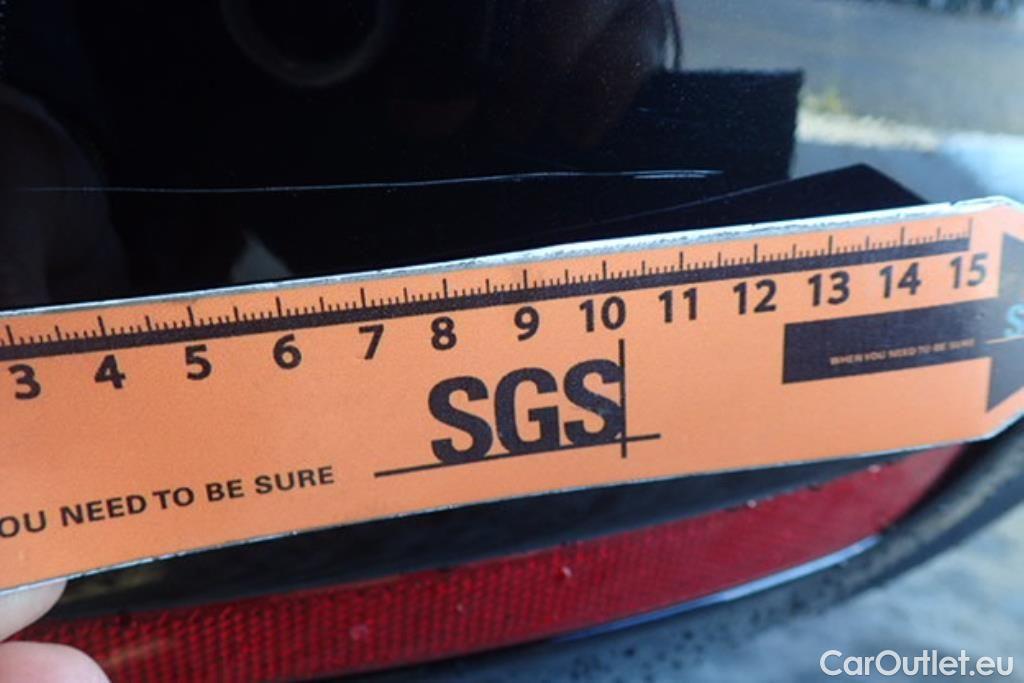 3 4 5 6 7 8 9 10 11 12 13 14 15
SGS
WHEN YOU NEED TO BE SURE
S
OU NEED TO BE SURE
CarOutlet.eu